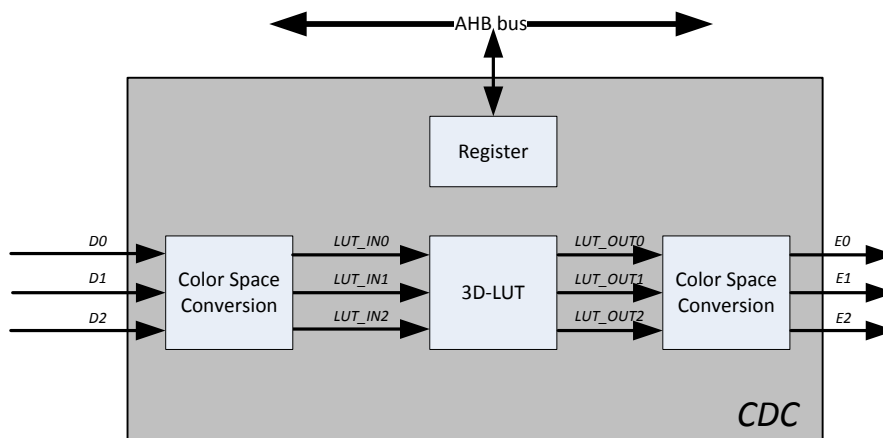 AHB bus
Register
D0
LUT_IN0
LUT_OUT0
E0
D1
Color Space
Conversion
LUT_IN1
3D-LUT
LUT_OUT1
Color Space
Conversion
E1
D2
LUT_IN2
LUT_OUT2
E2
CDC